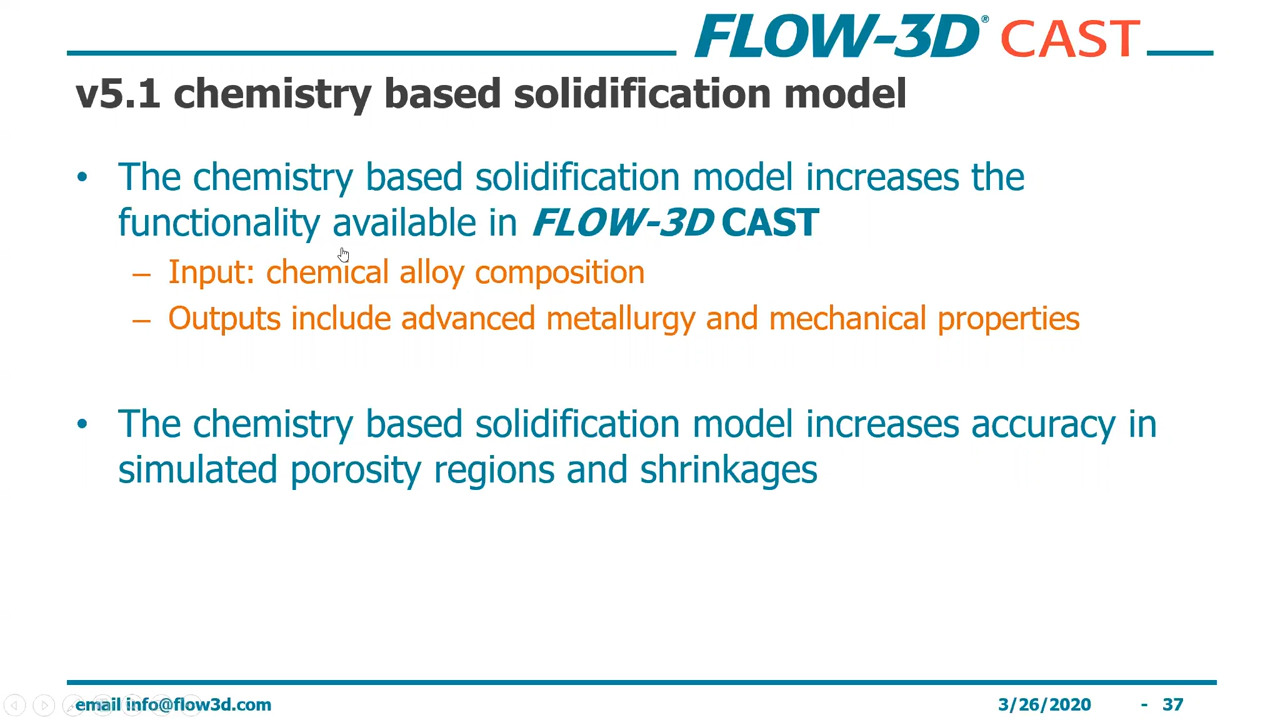 FLOW-3D® CAST
v5.1 chemistry based solidification model
• The chemistry based solidification model increases the
functionality available in FLOW-3D CAST
– Input: chemical alloy composition
– Outputs include advanced metallurgy and mechanical properties
• The chemistry based solidification model increases accuracy in
simulated porosity regions and shrinkages
email info@flow3d.com 3/26/2020 - 37